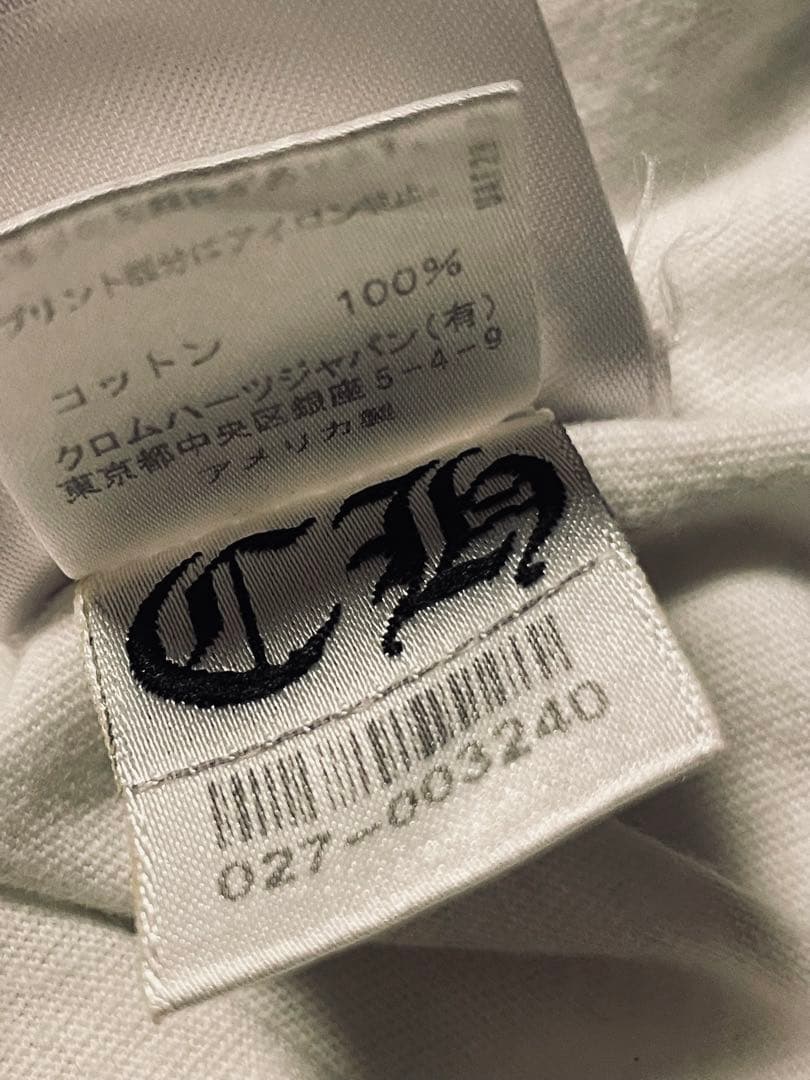 プリント部分はアイロン禁止
コットン 100%
クロムハーツジャパン(有)
東京都中央区銀座5-4-9
アメリカ製
CH
027-003240